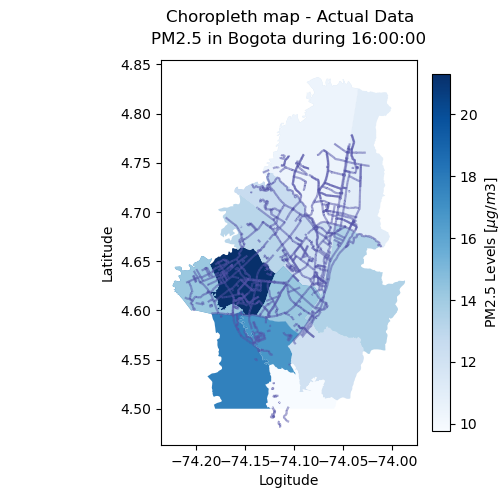 Choropleth map - Actual Data
PM2.5 in Bogota during 16:00:00
4.85
4.80
4.75
4.70
4.65
4.60
4.55
4.50
Latitude
−74.20 −74.15 −74.10 −74.05 −74.00
Logitude
20
18
16
14
12
10
PM2.5 Levels [μg/m3]